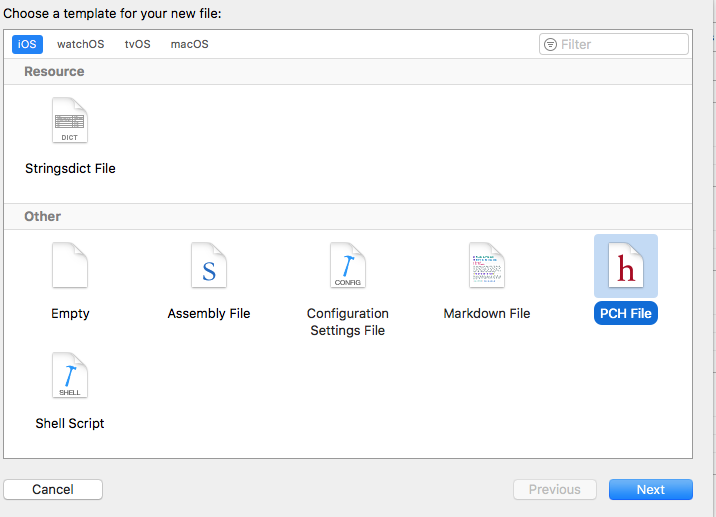 Choose a template for your new file:
iOS watchOS tvOS macOS Filter
Resource
DICT
Stringsdict File
Other
S CONFIG h
Empty Assembly File Configuration Settings File Markdown File PCH File
SHELL
Shell Script
Cancel Previous Next